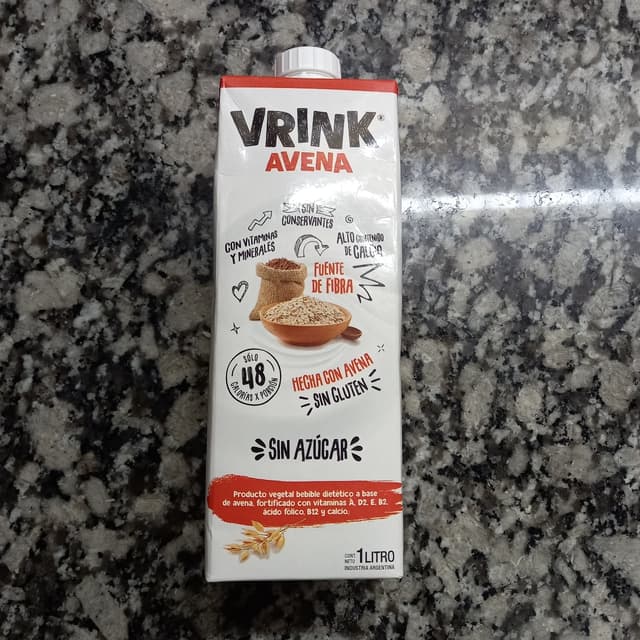 VRINK®
AVENA
SIN
CONSERVANTES
CON VITAMINAS
Y MINERALES
ALTO CONTENIDO
DE CALCIO
FUENTE
DE FIBRA
SÓLO
48
CALORÍAS X PORCIÓN
HECHA CON AVENA
SIN GLUTEN
SIN AZÚCAR
Producto vegetal bebible dietético a base
de avena, fortificado con vitaminas A, D2, E, B2,
ácido fólico, B12 y calcio.
CONT.
NETO 1 LITRO
INDUSTRIA ARGENTINA